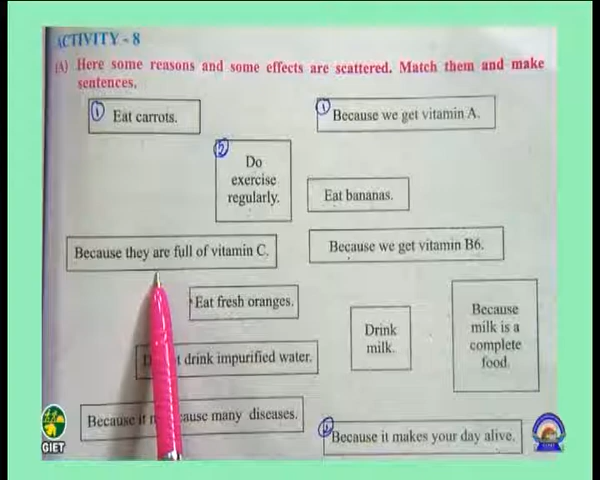 ACTIVITY - 8
(A) Here some reasons and some effects are scattered. Match them and make
sentences.
1 Eat carrots.
1 Because we get vitamin A.
2
Do
exercise
regularly.
Eat bananas.
Because they are full of vitamin C.
Because we get vitamin B6.
Eat fresh oranges.
Drink
milk.
Because
milk is a
complete
food.
drink impurified water.
Because it many diseases.
Because it makes your day alive.
GIET